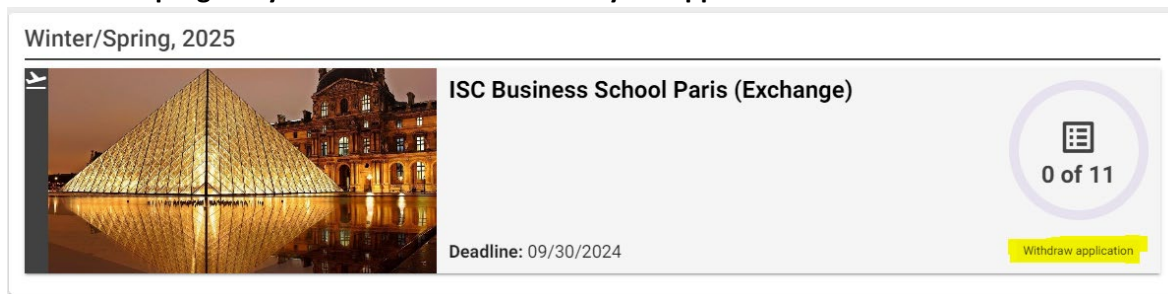 Winter/Spring, 2025
ISC Business School Paris (Exchange)
0 of 11
Deadline: 09/30/2024
Withdraw application